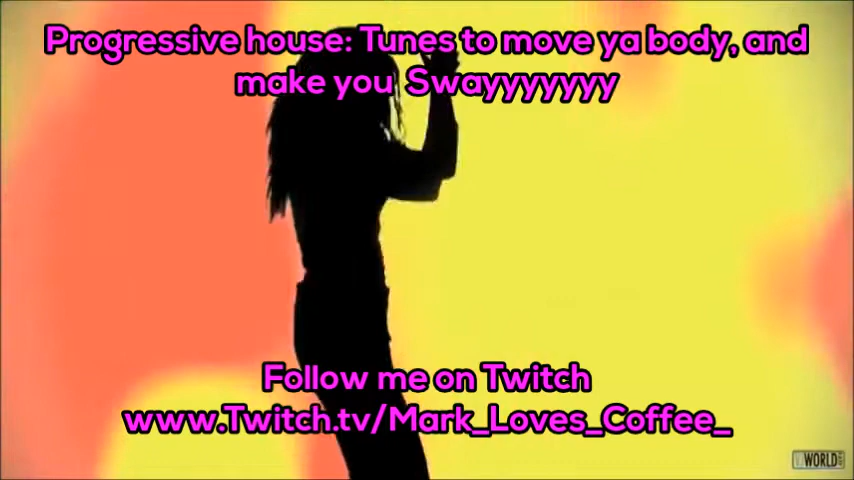 Progressive house: Tunes to move ya body, and
make you Swayyyyyyy
Follow me on Twitch
www.Twitch.tv/Mark_Loves_Coffee_
WORLD